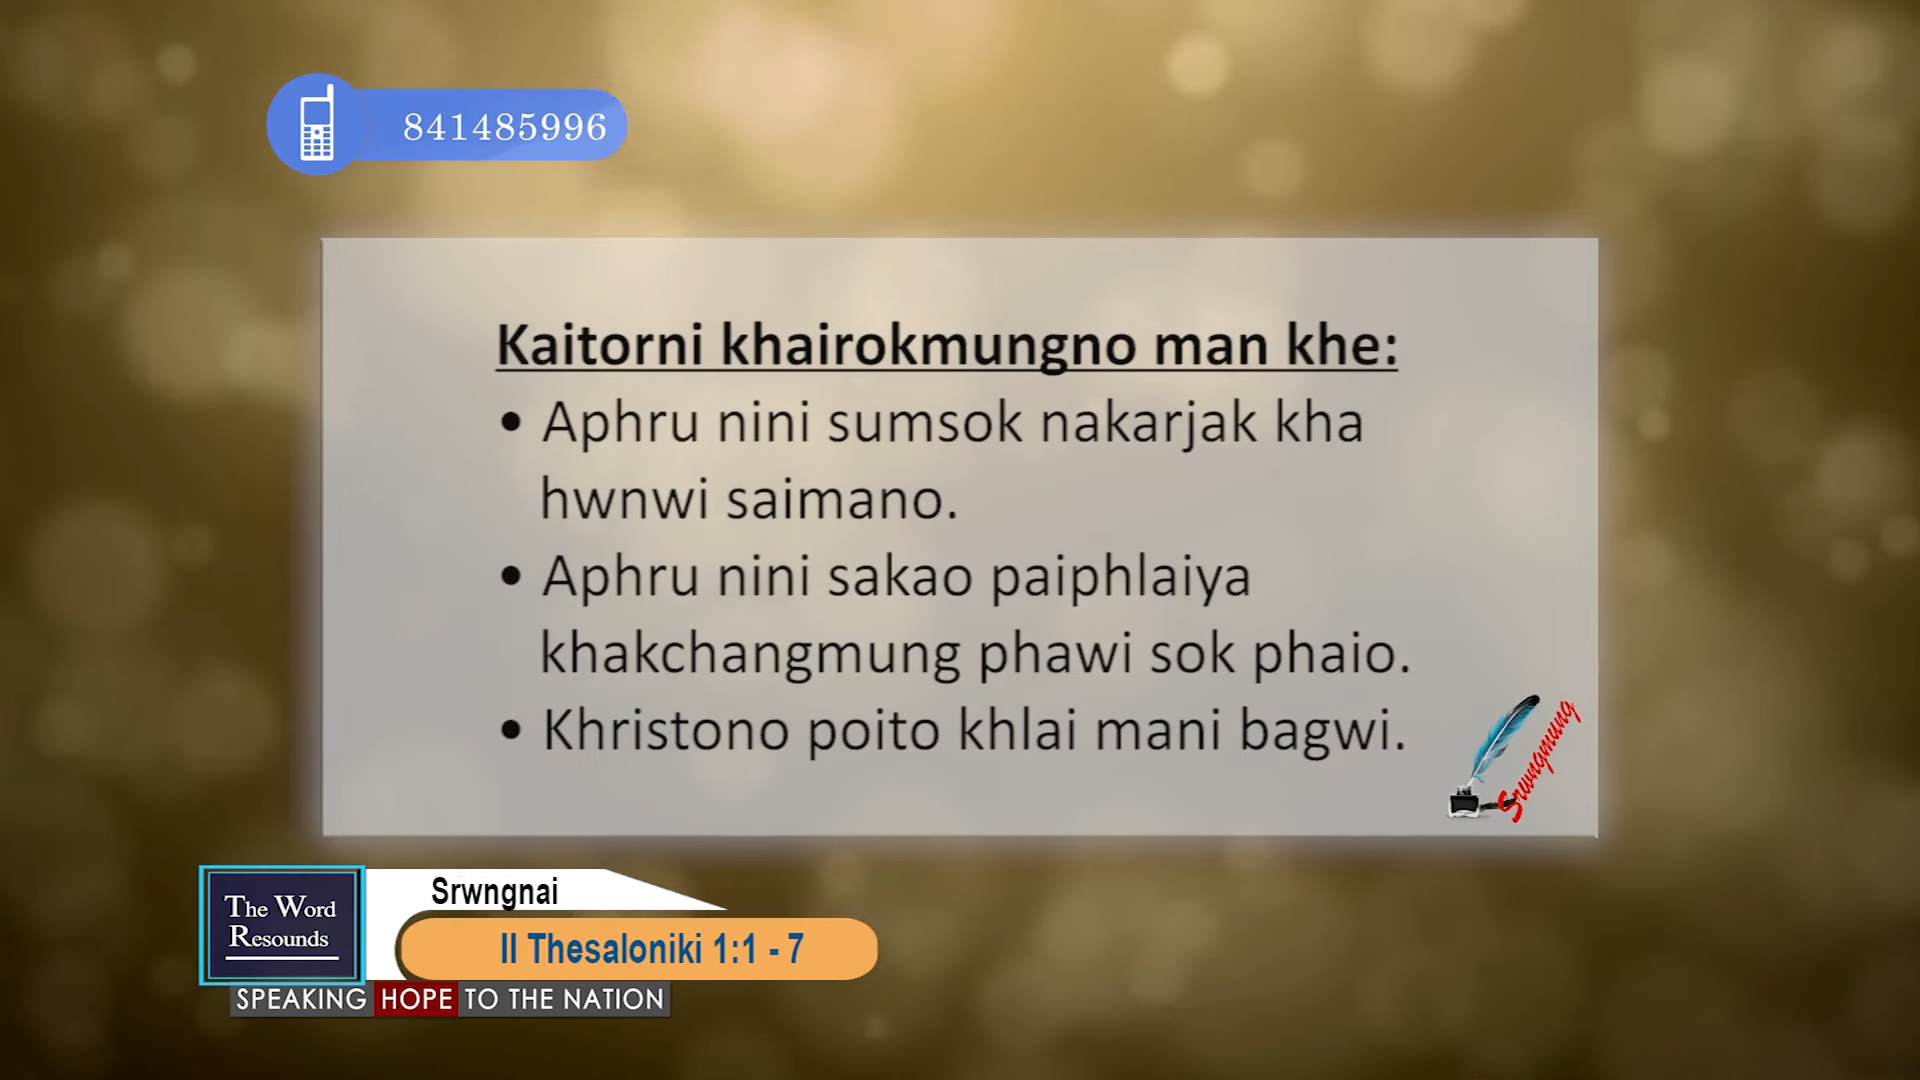 841485996
Kaitorni khairokmungno man khe:
• Aphru nini sumsok nakarjak kha
hwnwi saimano.
• Aphru nini sakao paiphlaiya
khakchangmung phawi sok phaio.
• Khristono poito khlai mani bagwi.
Srwngmung
The Word
Resounds
Srwngnai
II Thesaloniki 1:1 - 7
SPEAKING HOPE TO THE NATION